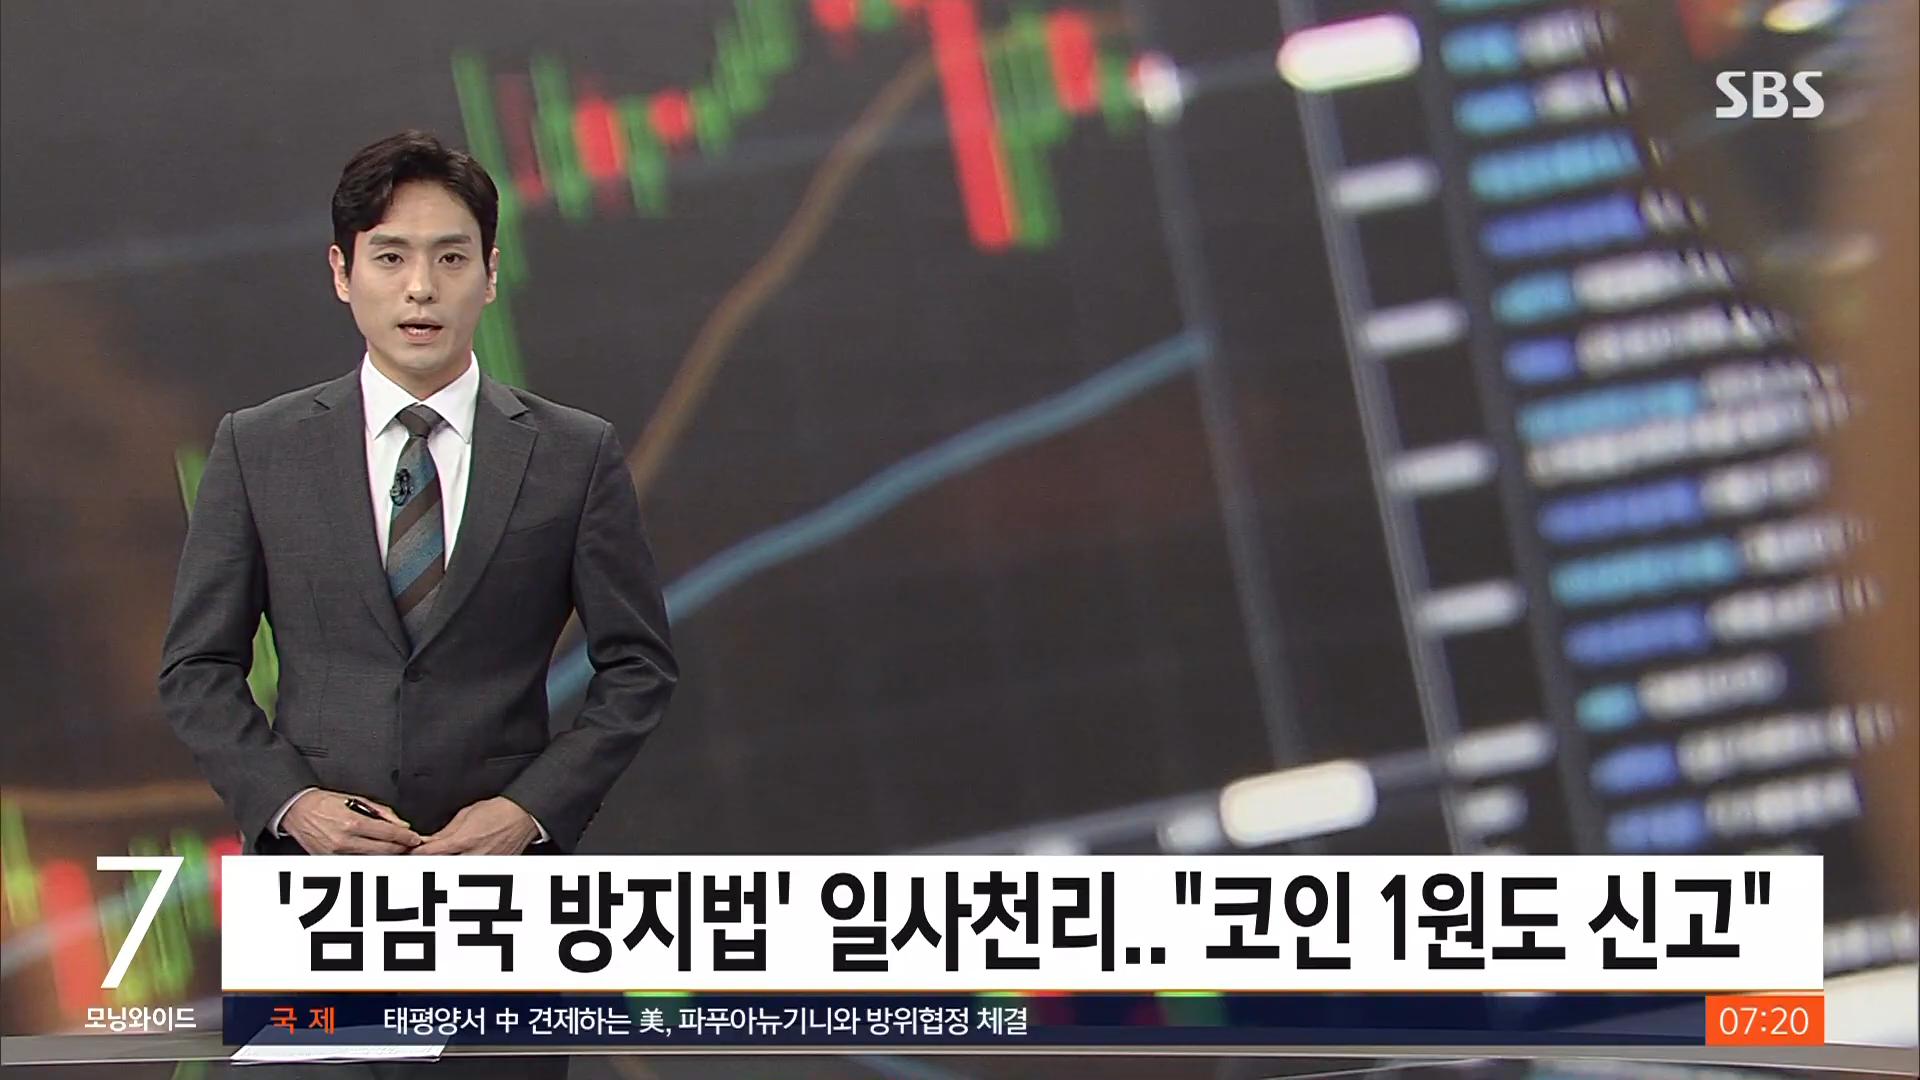 SBS
'김남국 방지법' 일사천리.."코인 1원도 신고"
7
모닝와이드
국 제 태평양서 中 견제하는 美, 파푸아뉴기니와 방위협정 체결
07:20